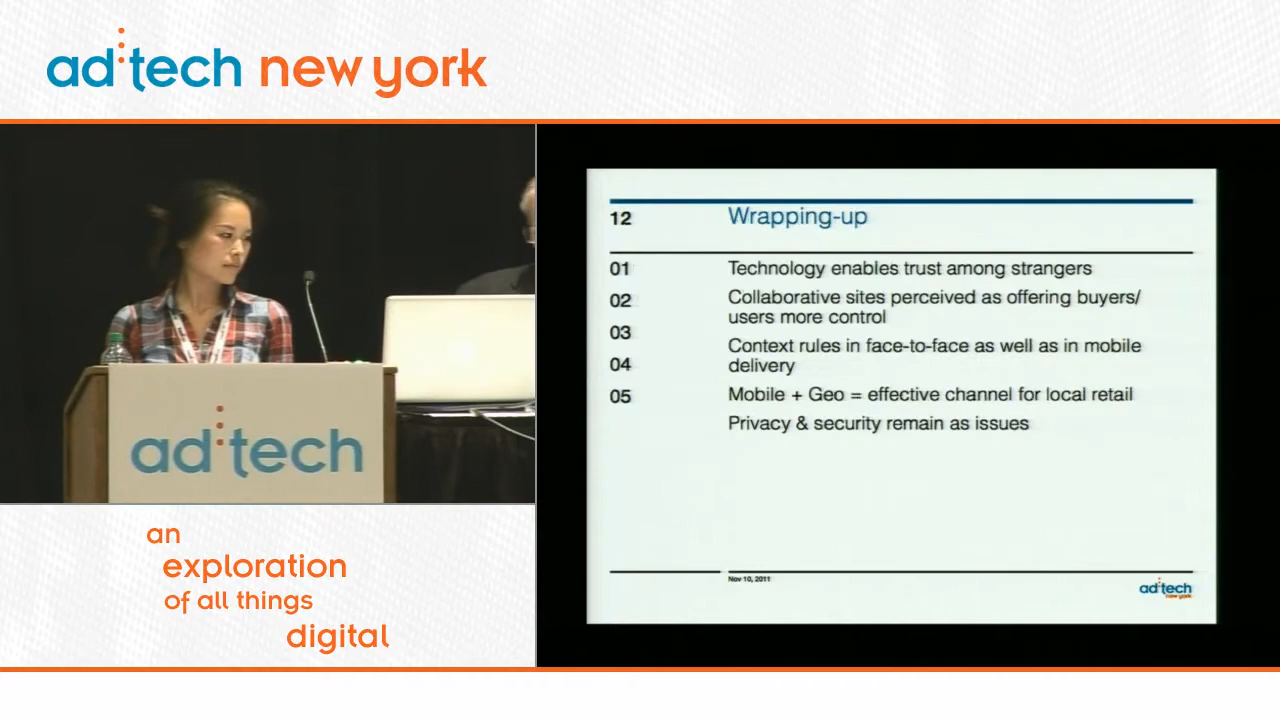 ad:tech new york
ad:tech
an
exploration
of all things
digital
12 Wrapping-up
01 Technology enables trust among strangers
02 Collaborative sites perceived as offering buyers/
users more control
03 Context rules in face-to-face as well as in mobile
04 delivery
05 Mobile + Geo = effective channel for local retail
Privacy & security remain as issues
Nov 10, 2011
ad:tech
new york